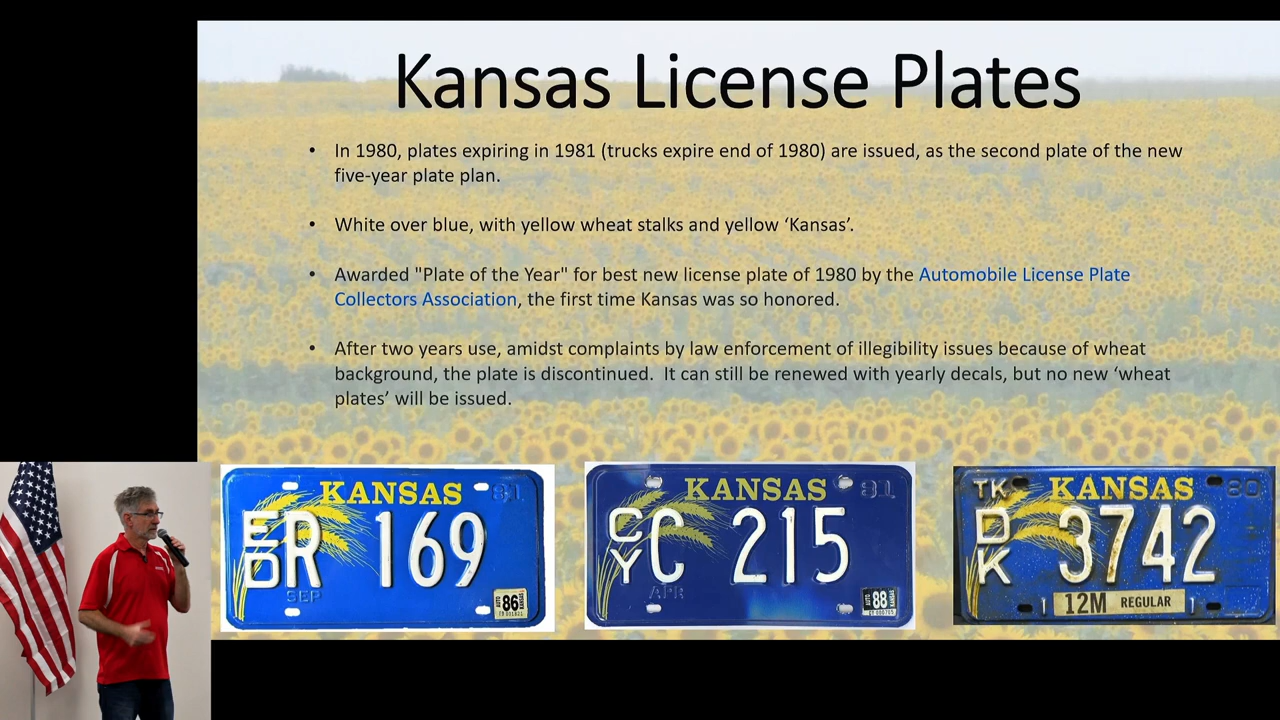 Kansas License Plates
• In 1980, plates expiring in 1981 (trucks expire end of 1980) are issued, as the second plate of the new
five-year plate plan.
• White over blue, with yellow wheat stalks and yellow ‘Kansas’.
• Awarded "Plate of the Year" for best new license plate of 1980 by the Automobile License Plate
Collectors Association, the first time Kansas was so honored.
• After two years use, amidst complaints by law enforcement of illegibility issues because of wheat
background, the plate is discontinued.  It can still be renewed with yearly decals, but no new ‘wheat
plates’ will be issued.
KANSAS 81
ED R 169
SEP
86
KANSAS 81
CY C 215
APR
88
TK KANSAS 80
DK 3742
12M REGULAR